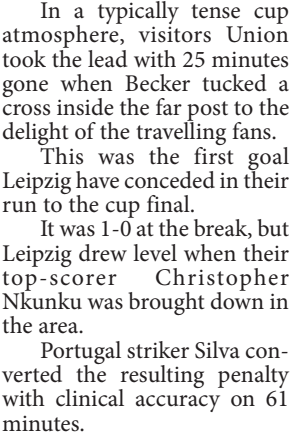 In a typically tense cup
atmosphere, visitors Union
took the lead with 25 minutes
gone when Becker tucked a
cross inside the far post to the
delight of the travelling fans.
This was the first goal
Leipzig have conceded in their
run to the cup final.
It was 1-0 at the break, but
Leipzig drew level when their
top-scorer Christopher
Nkunku was brought down in
the area.
Portugal striker Silva con-
verted the resulting penalty
with clinical accuracy on 61
minutes.